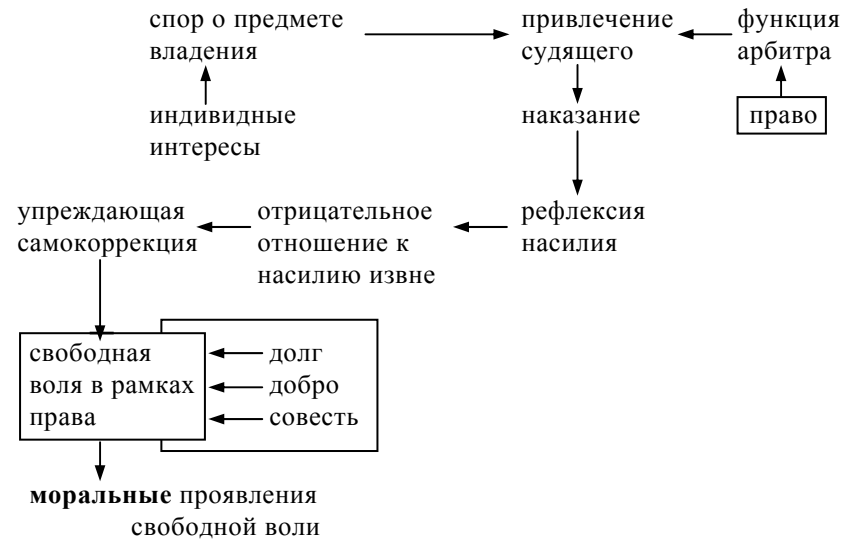 спор о предмете
владения
привлечение
судящего
функция
арбитра
индивидные
интересы
наказание
право
упреждающая
самокоррекция
отрицательное
отношение к
насилию извне
рефлексия
насилия
свободная
воля в рамках
права
долг
добро
совесть
моральные проявления
свободной воли